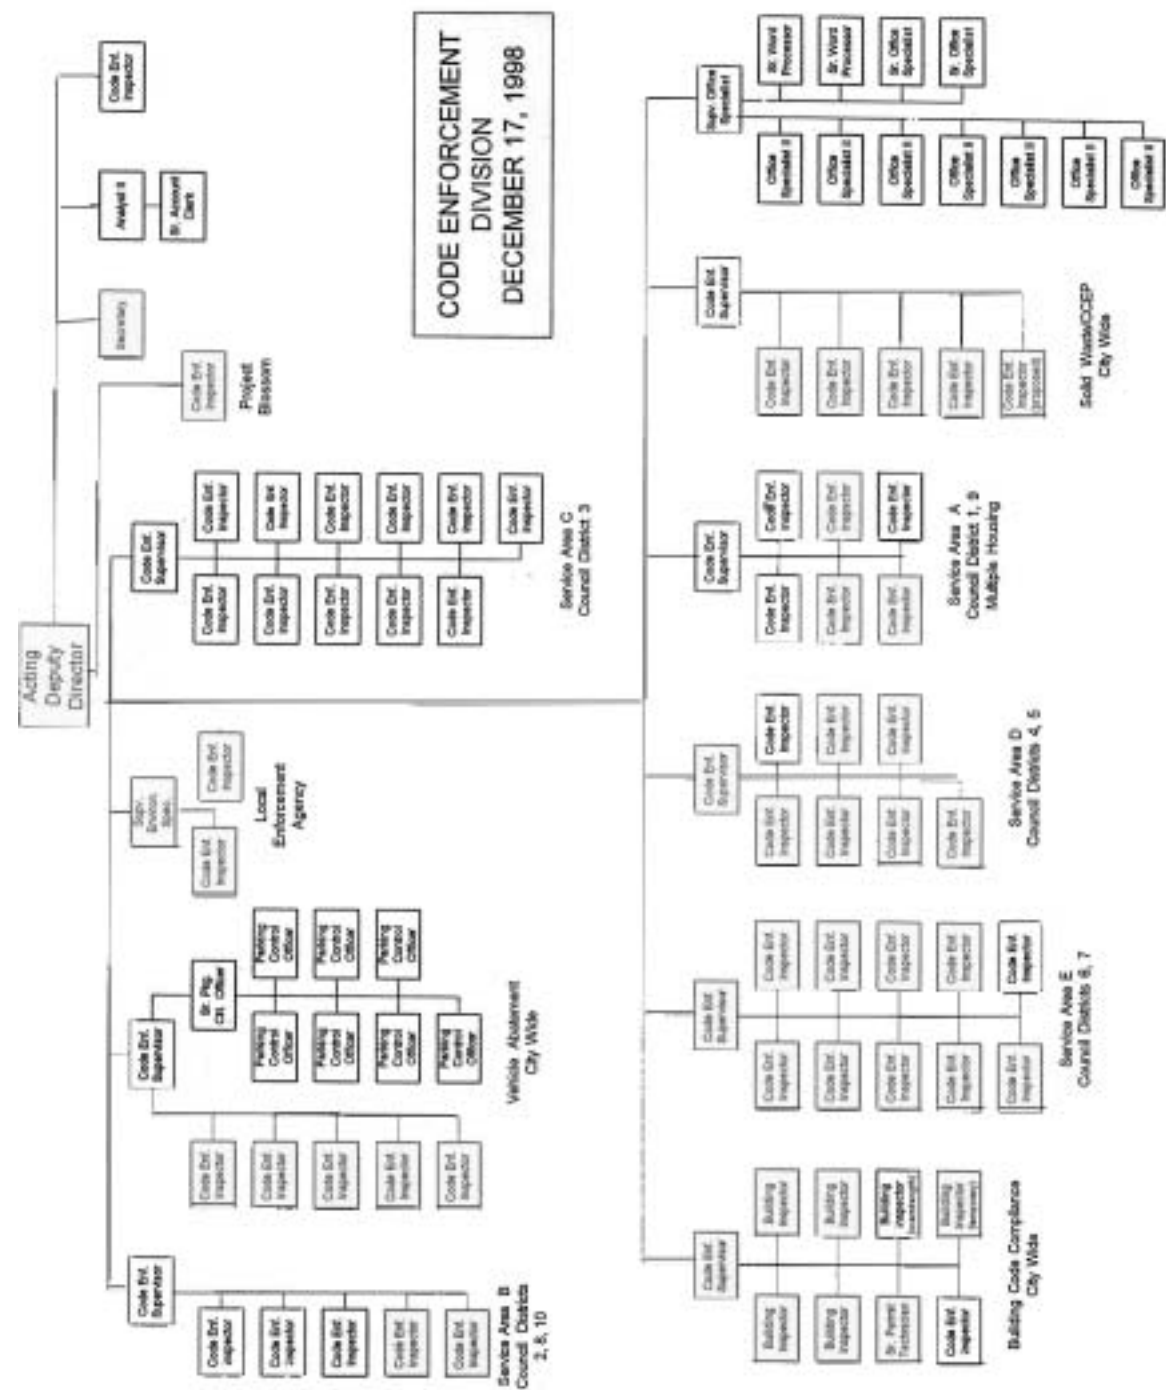 Acting
Deputy
Director
Secretary
Analyst II
Sr. Account
Clerk
Code Enf.
Inspector
Code Enf.
Inspector
Project
Blossom
CODE ENFORCEMENT
DIVISION
DECEMBER 17, 1998
Code Enf.
Supervisor
Code Enf.
Inspector
Code Enf.
Inspector
Code Enf.
Inspector
Code Enf.
Inspector
Code Enf.
Inspector
Service Area B
Council Districts
2, 8, 10
Code Enf.
Supervisor
Code Enf.
Inspector
Code Enf.
Inspector
Code Enf.
Inspector
Code Enf.
Inspector
Code Enf.
Inspector
Sr. Pkg.
Ctl. Officer
Parking
Control
Officer
Parking
Control
Officer
Parking
Control
Officer
Parking
Control
Officer
Parking
Control
Officer
Parking
Control
Officer
Parking
Control
Officer
Vehicle Abatement
City Wide
Supv.
Environ.
Spec.
Code Enf.
Inspector
Code Enf.
Inspector
Local
Enforcement
Agency
Code Enf.
Supervisor
Code Enf.
Inspector
Code Enf.
Inspector
Code Enf.
Inspector
Code Enf.
Inspector
Code Enf.
Inspector
Code Enf.
Inspector
Code Enf.
Inspector
Code Enf.
Inspector
Code Enf.
Inspector
Code Enf.
Inspector
Code Enf.
Inspector
Service Area C
Council District 3
Code Enf.
Supervisor
Building
Inspector
Building
Inspector
Building
Inspector
Building
Inspector
Sr. Permit
Technician
Building
Inspector
Code Enf.
Inspector
Building
Inspector
Building Code Compliance
City Wide
Code Enf.
Supervisor
Code Enf.
Inspector
Code Enf.
Inspector
Code Enf.
Inspector
Code Enf.
Inspector
Code Enf.
Inspector
Code Enf.
Inspector
Code Enf.
Inspector
Code Enf.
Inspector
Code Enf.
Inspector
Code Enf.
Inspector
Service Area E
Council Districts 6, 7
Code Enf.
Supervisor
Code Enf.
Inspector
Code Enf.
Inspector
Code Enf.
Inspector
Code Enf.
Inspector
Code Enf.
Inspector
Code Enf.
Inspector
Code Enf.
Inspector
Service Area D
Council Districts 4, 5
Code Enf.
Supervisor
Code Enf.
Inspector
Code Enf.
Inspector
Code Enf.
Inspector
Code Enf.
Inspector
Code Enf.
Inspector
Code Enf.
Inspector
Service Area A
Council District 1, 9
Multiple Housing
Code Enf.
Supervisor
Code Enf.
Inspector
Code Enf.
Inspector
Code Enf.
Inspector
Code Enf.
Inspector
Code Enf.
Inspector
(proposed)
Solid Waste/CCEP
City Wide
Supv. Office
Specialist
Office
Specialist II
Sr. Word
Processor
Office
Specialist II
Sr. Word
Processor
Office
Specialist II
Sr. Office
Specialist
Office
Specialist II
Sr. Office
Specialist
Office
Specialist II
Office
Specialist II
Office
Specialist II